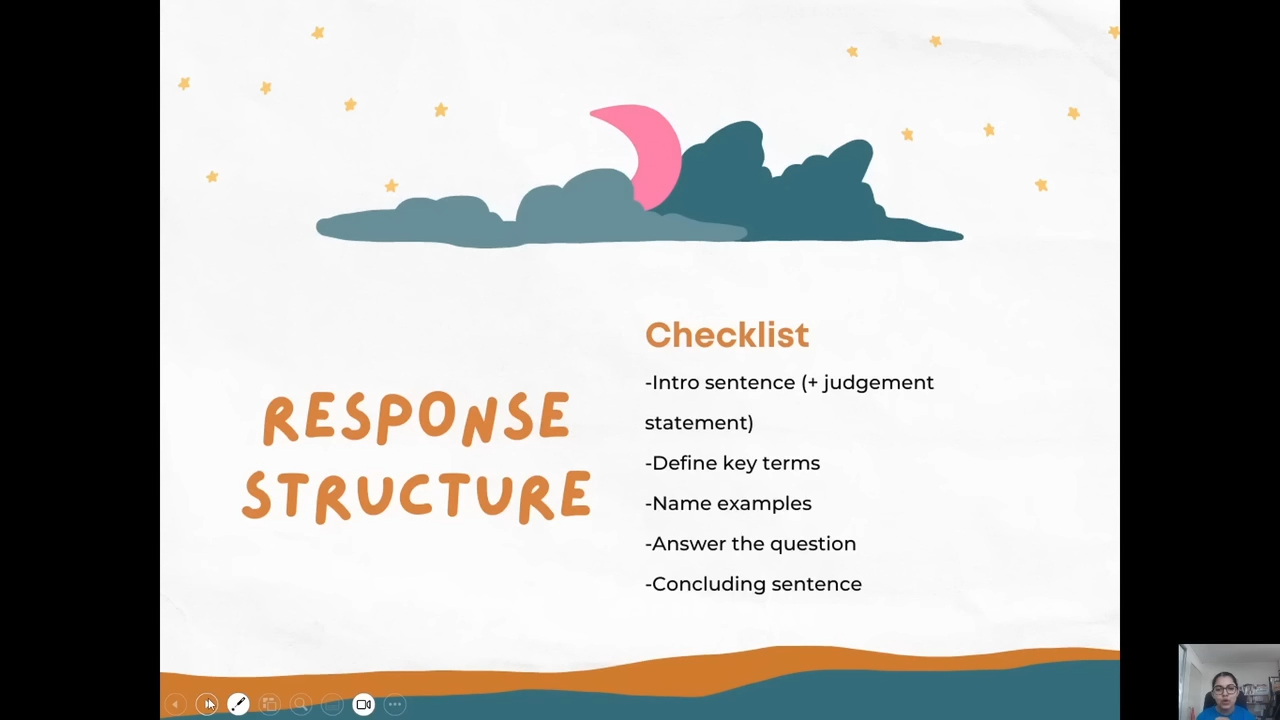 RESPONSE
STRUCTURE
Checklist
-Intro sentence (+ judgement
statement)
-Define key terms
-Name examples
-Answer the question
-Concluding sentence